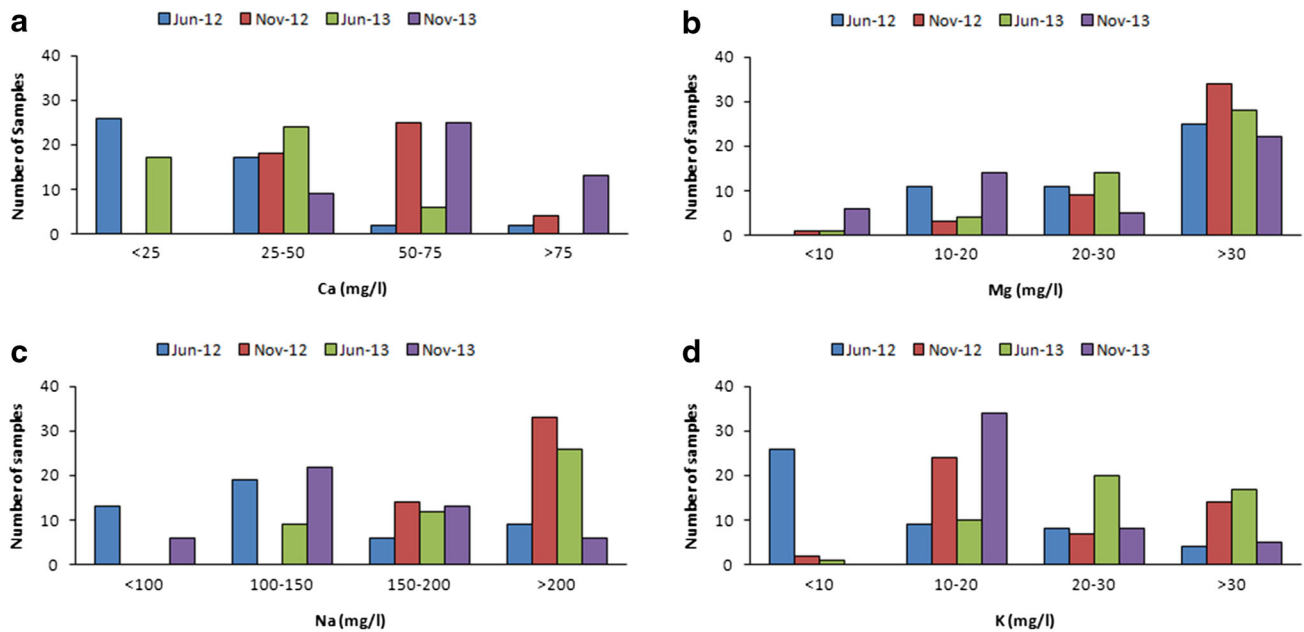 a
Jun-12 Nov-12 Jun-13 Nov-13
40
30
20
10
0
Number of Samples
<25 25-50 50-75 >75
Ca (mg/l)
b
Jun-12 Nov-12 Jun-13 Nov-13
40
30
20
10
0
Number of samples
<10 10-20 20-30 >30
Mg (mg/l)
c
Jun-12 Nov-12 Jun-13 Nov-13
40
30
20
10
0
Number of samples
<100 100-150 150-200 >200
Na (mg/l)
d
Jun-12 Nov-12 Jun-13 Nov-13
40
30
20
10
0
Number of samples
<10 10-20 20-30 >30
K (mg/l)